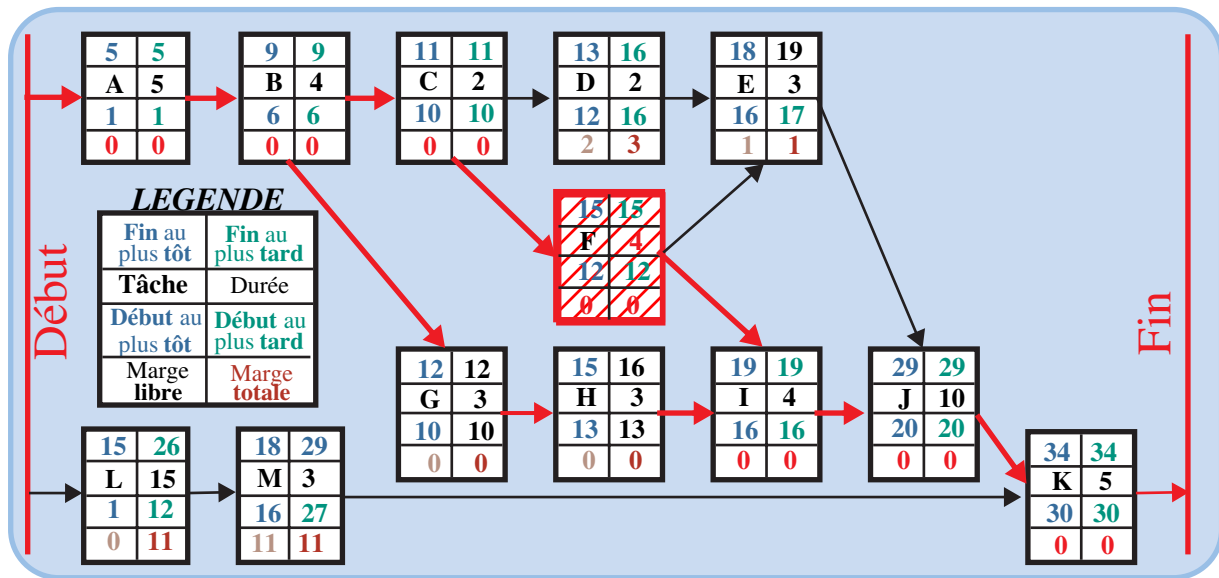 5 5
A 5
1 1
0 0
9 9
B 4
6 6
0 0
11 11
C 2
10 10
0 0
13 16
D 2
12 16
2 3
18 19
E 3
16 17
1 1
15 15
F 4
12 12
0 0
LEGENDE
Fin au plus tôt
Fin au plus tard
Tâche Durée
Début au plus tôt
Début au plus tard
Marge libre
Marge totale
Début
Fin
12 12
G 3
10 10
0 0
15 16
H 3
13 13
0 0
19 19
I 4
16 16
0 0
29 29
J 10
20 20
0 0
15 26
L 15
1 12
0 11
18 29
M 3
16 27
11 11
34 34
K 5
30 30
0 0